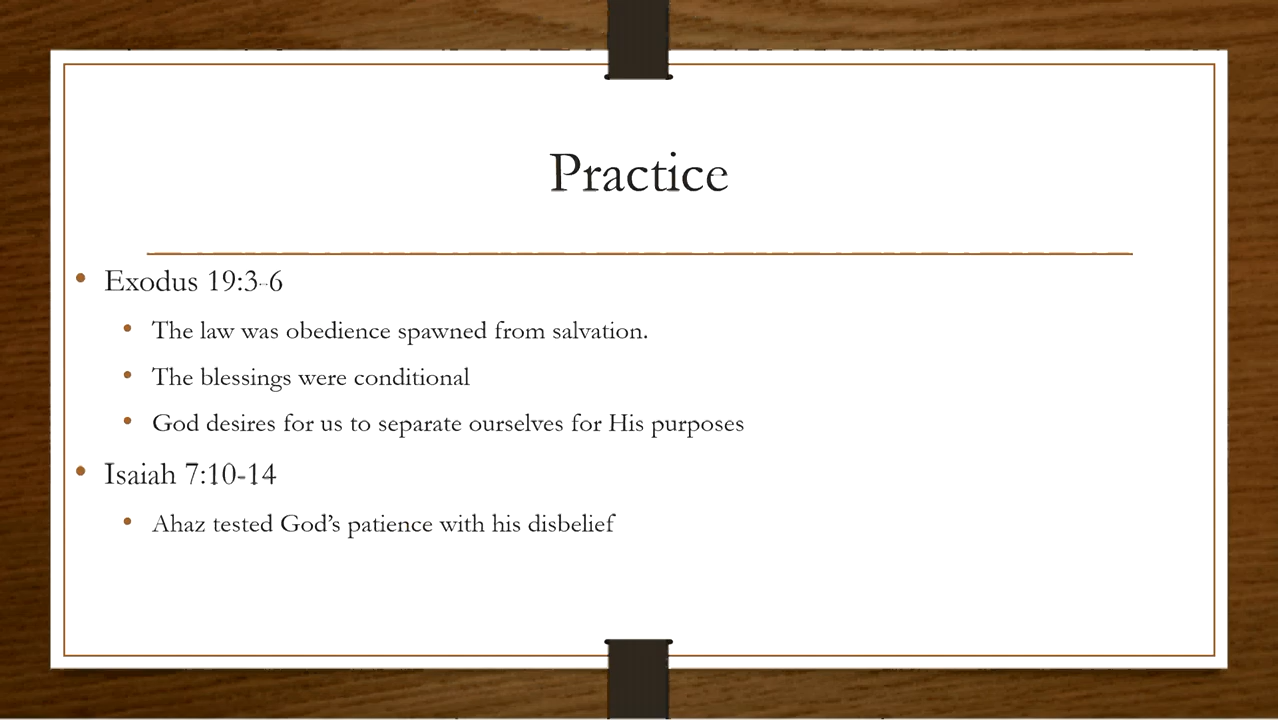 Practice
Exodus 19:3-6
The law was obedience spawned from salvation.
The blessings were conditional
God desires for us to separate ourselves for His purposes
Isaiah 7:10-14
Ahaz tested God’s patience with his disbelief